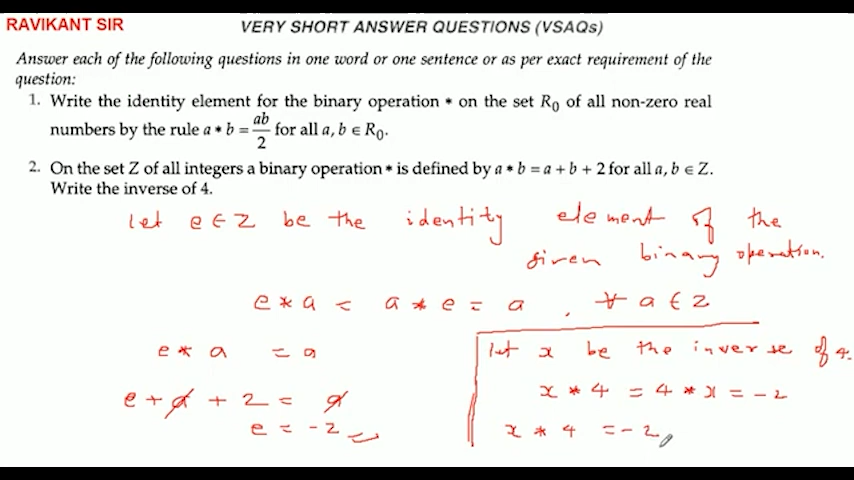 RAVIKANT SIR
VERY SHORT ANSWER QUESTIONS (VSAQs)
Answer each of the following questions in one word or one sentence or as per exact requirement of the
question:
1. Write the identity element for the binary operation * on the set R₀ of all non-zero real
numbers by the rule a * b = ab/2 for all a, b ∈ R₀.
2. On the set Z of all integers a binary operation * is defined by a * b = a + b + 2 for all a, b ∈ Z.
Write the inverse of 4.
Let e ∈ Z be the identity element of the
given binary operation.
e * a = a * e = a , ∀ a ∈ Z
e * a = a
e + a + 2 = a
e = -2
Let x be the inverse of 4.
x * 4 = 4 * x = -2
x * 4 = -2